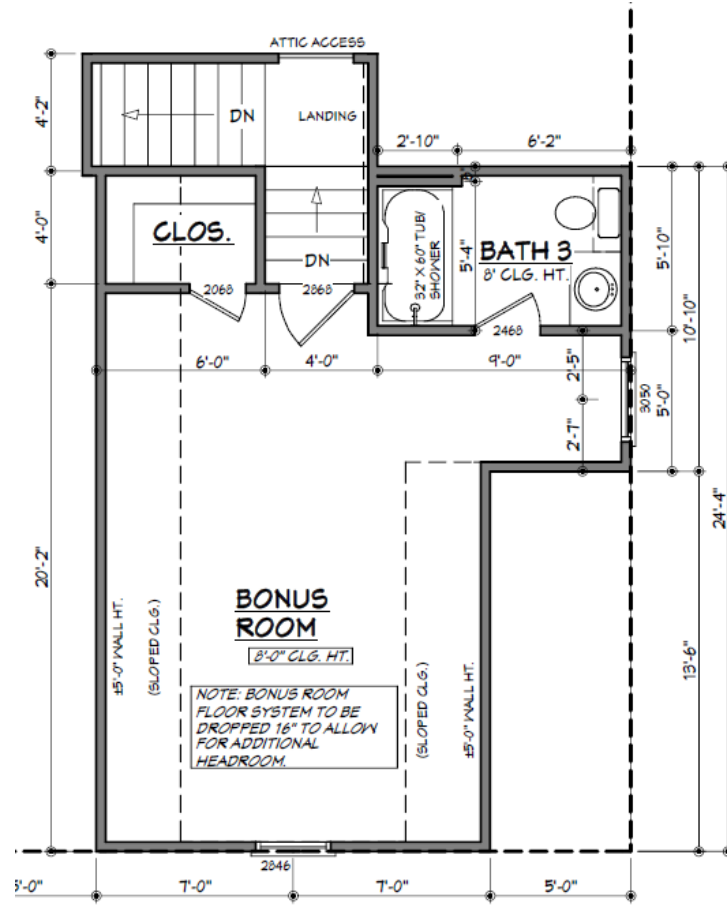 ATTIC ACCESS
4'-2"
DN
LANDING
2'-10"
6'-2"
4'-0"
CLOS.
DN
32" X 60" TUB/
SHOWER
5'-4"
BATH 3
8' CLG. HT.
5'-10"
10'-10"
2068
2868
2468
6'-0"
4'-0"
9'-0"
2'-5"
2'-7"
3050
5'-0"
24'-4"
20'-2"
±5'-0" WALL HT.
(SLOPED CLG.)
BONUS
ROOM
8'-0" CLG. HT.
NOTE: BONUS ROOM
FLOOR SYSTEM TO BE
DROPPED 16" TO ALLOW
FOR ADDITIONAL
HEADROOM.
(SLOPED CLG.)
±5'-0" WALL HT.
13'-6"
2846
5'-0"
7'-0"
7'-0"
5'-0"